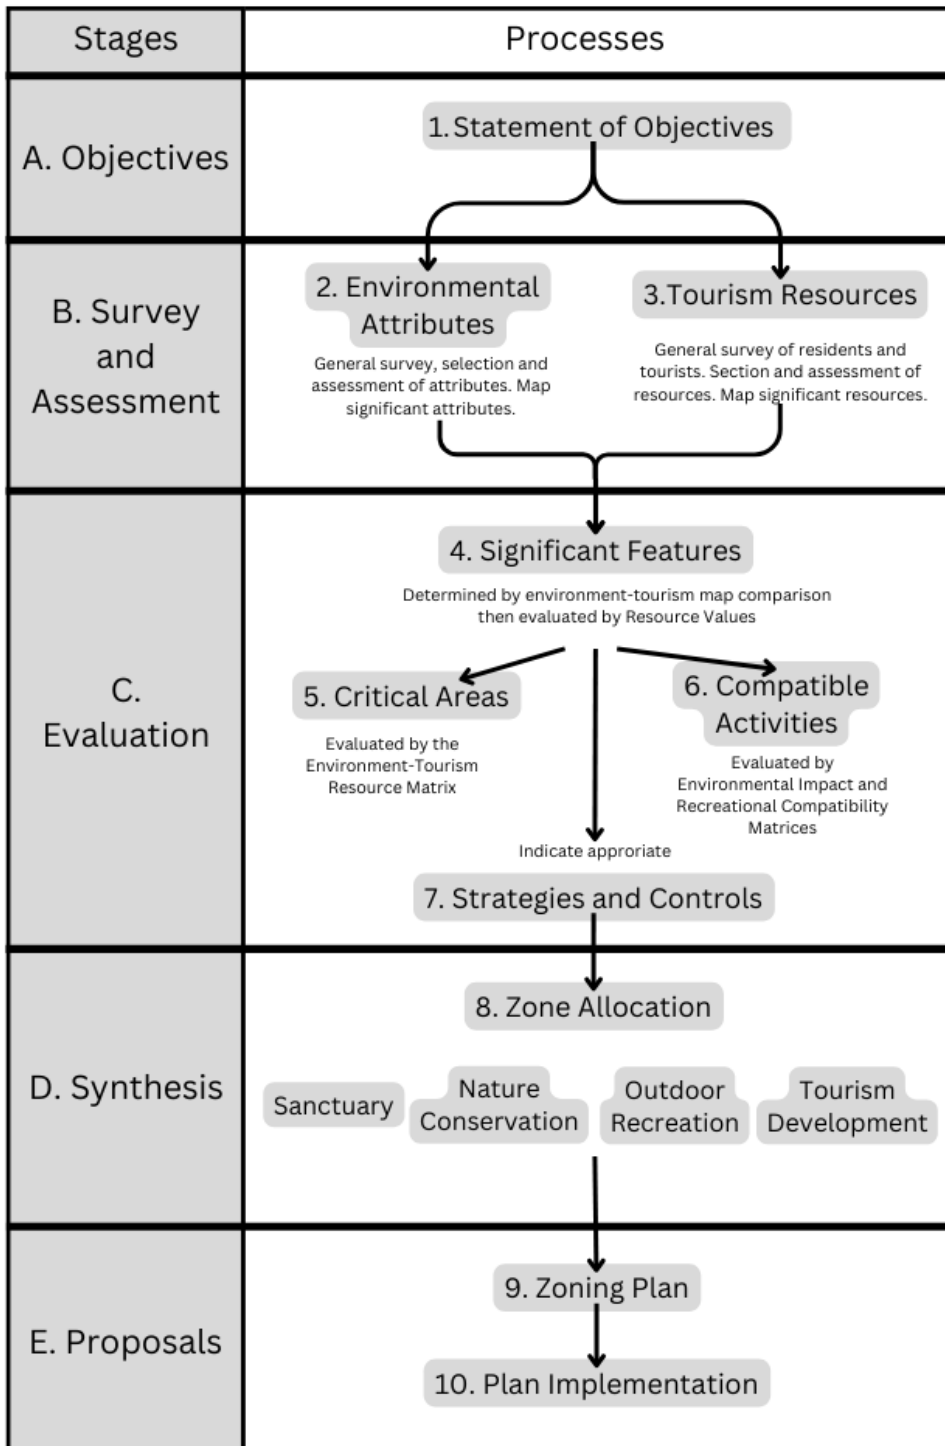 Stages
Processes
A. Objectives
1.Statement of Objectives
B. Survey
and
Assessment
2. Environmental
Attributes
General survey, selection and
assessment of attributes. Map
significant attributes.
3.Tourism Resources
General survey of residents and
tourists. Section and assessment of
resources. Map significant resources.
C.
Evaluation
4. Significant Features
Determined by environment-tourism map comparison
then evaluated by Resource Values
5. Critical Areas
Evaluated by the
Environment-Tourism
Resource Matrix
6. Compatible
Activities
Evaluated by
Environmental Impact and
Recreational Compatibility
Matrices
Indicate approriate
7. Strategies and Controls
D. Synthesis
8. Zone Allocation
Sanctuary
Nature
Conservation
Outdoor
Recreation
Tourism
Development
E. Proposals
9. Zoning Plan
10. Plan Implementation